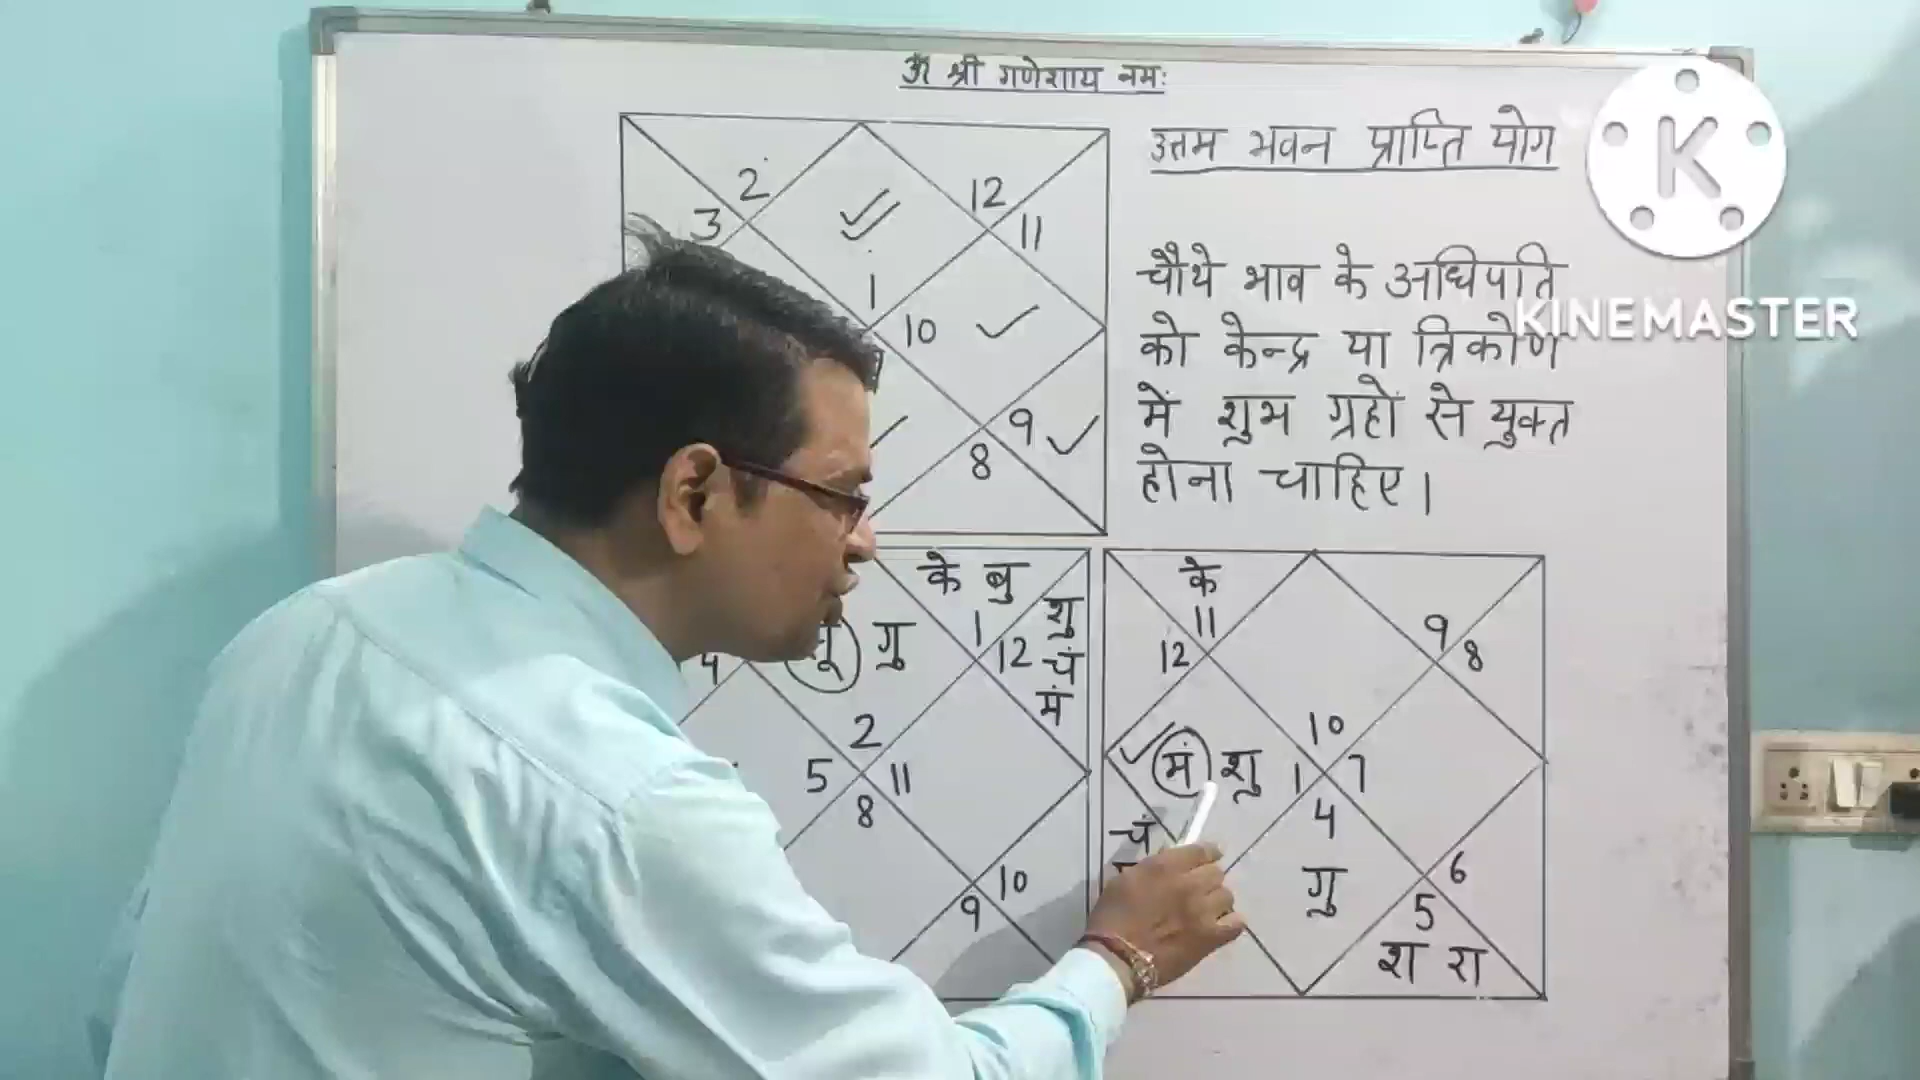 ॐ श्री गणेशाय नमः
उत्तम भवन प्राप्ति योग
चौथे भाव के अधिपति
को केन्द्र या त्रिकोण
में शुभ ग्रहों से युक्त
होना चाहिए।
K
KINEMASTER
2
12
3
11
1
10
9
8
के बु
1
शु
12
चं
मं
सू
गु
4
2
5
11
8
10
9
के
11
9
12
8
10
मं
शु
1
7
4
चं
गु
6
5
श रा